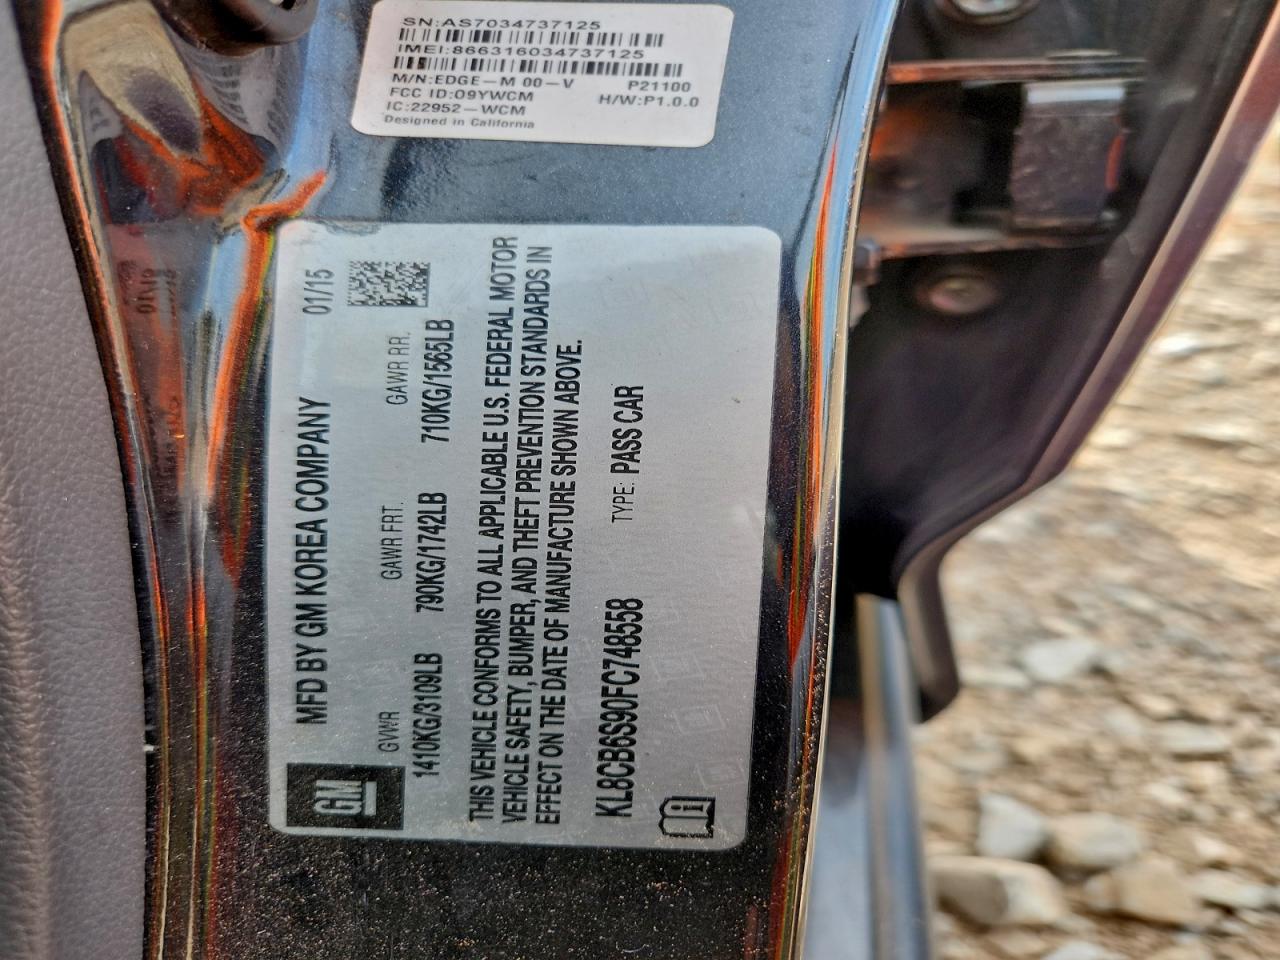 SN:AS7034737125
IMEI:866316034737125
M/N:EDGE-M 00-V P21100
FCC ID:O9YWCM H/W:P1.0.0
IC:22952-WCM
Designed in California
GM
MFD BY GM KOREA COMPANY 01/15
GVWR GAWR FRT. GAWR RR.
1410KG/3109LB 790KG/1742LB 710KG/1565LB
THIS VEHICLE CONFORMS TO ALL APPLICABLE U.S. FEDERAL MOTOR
VEHICLE SAFETY, BUMPER, AND THEFT PREVENTION STANDARDS IN
EFFECT ON THE DATE OF MANUFACTURE SHOWN ABOVE.
KL8CB6S90FC748558 TYPE: PASS CAR